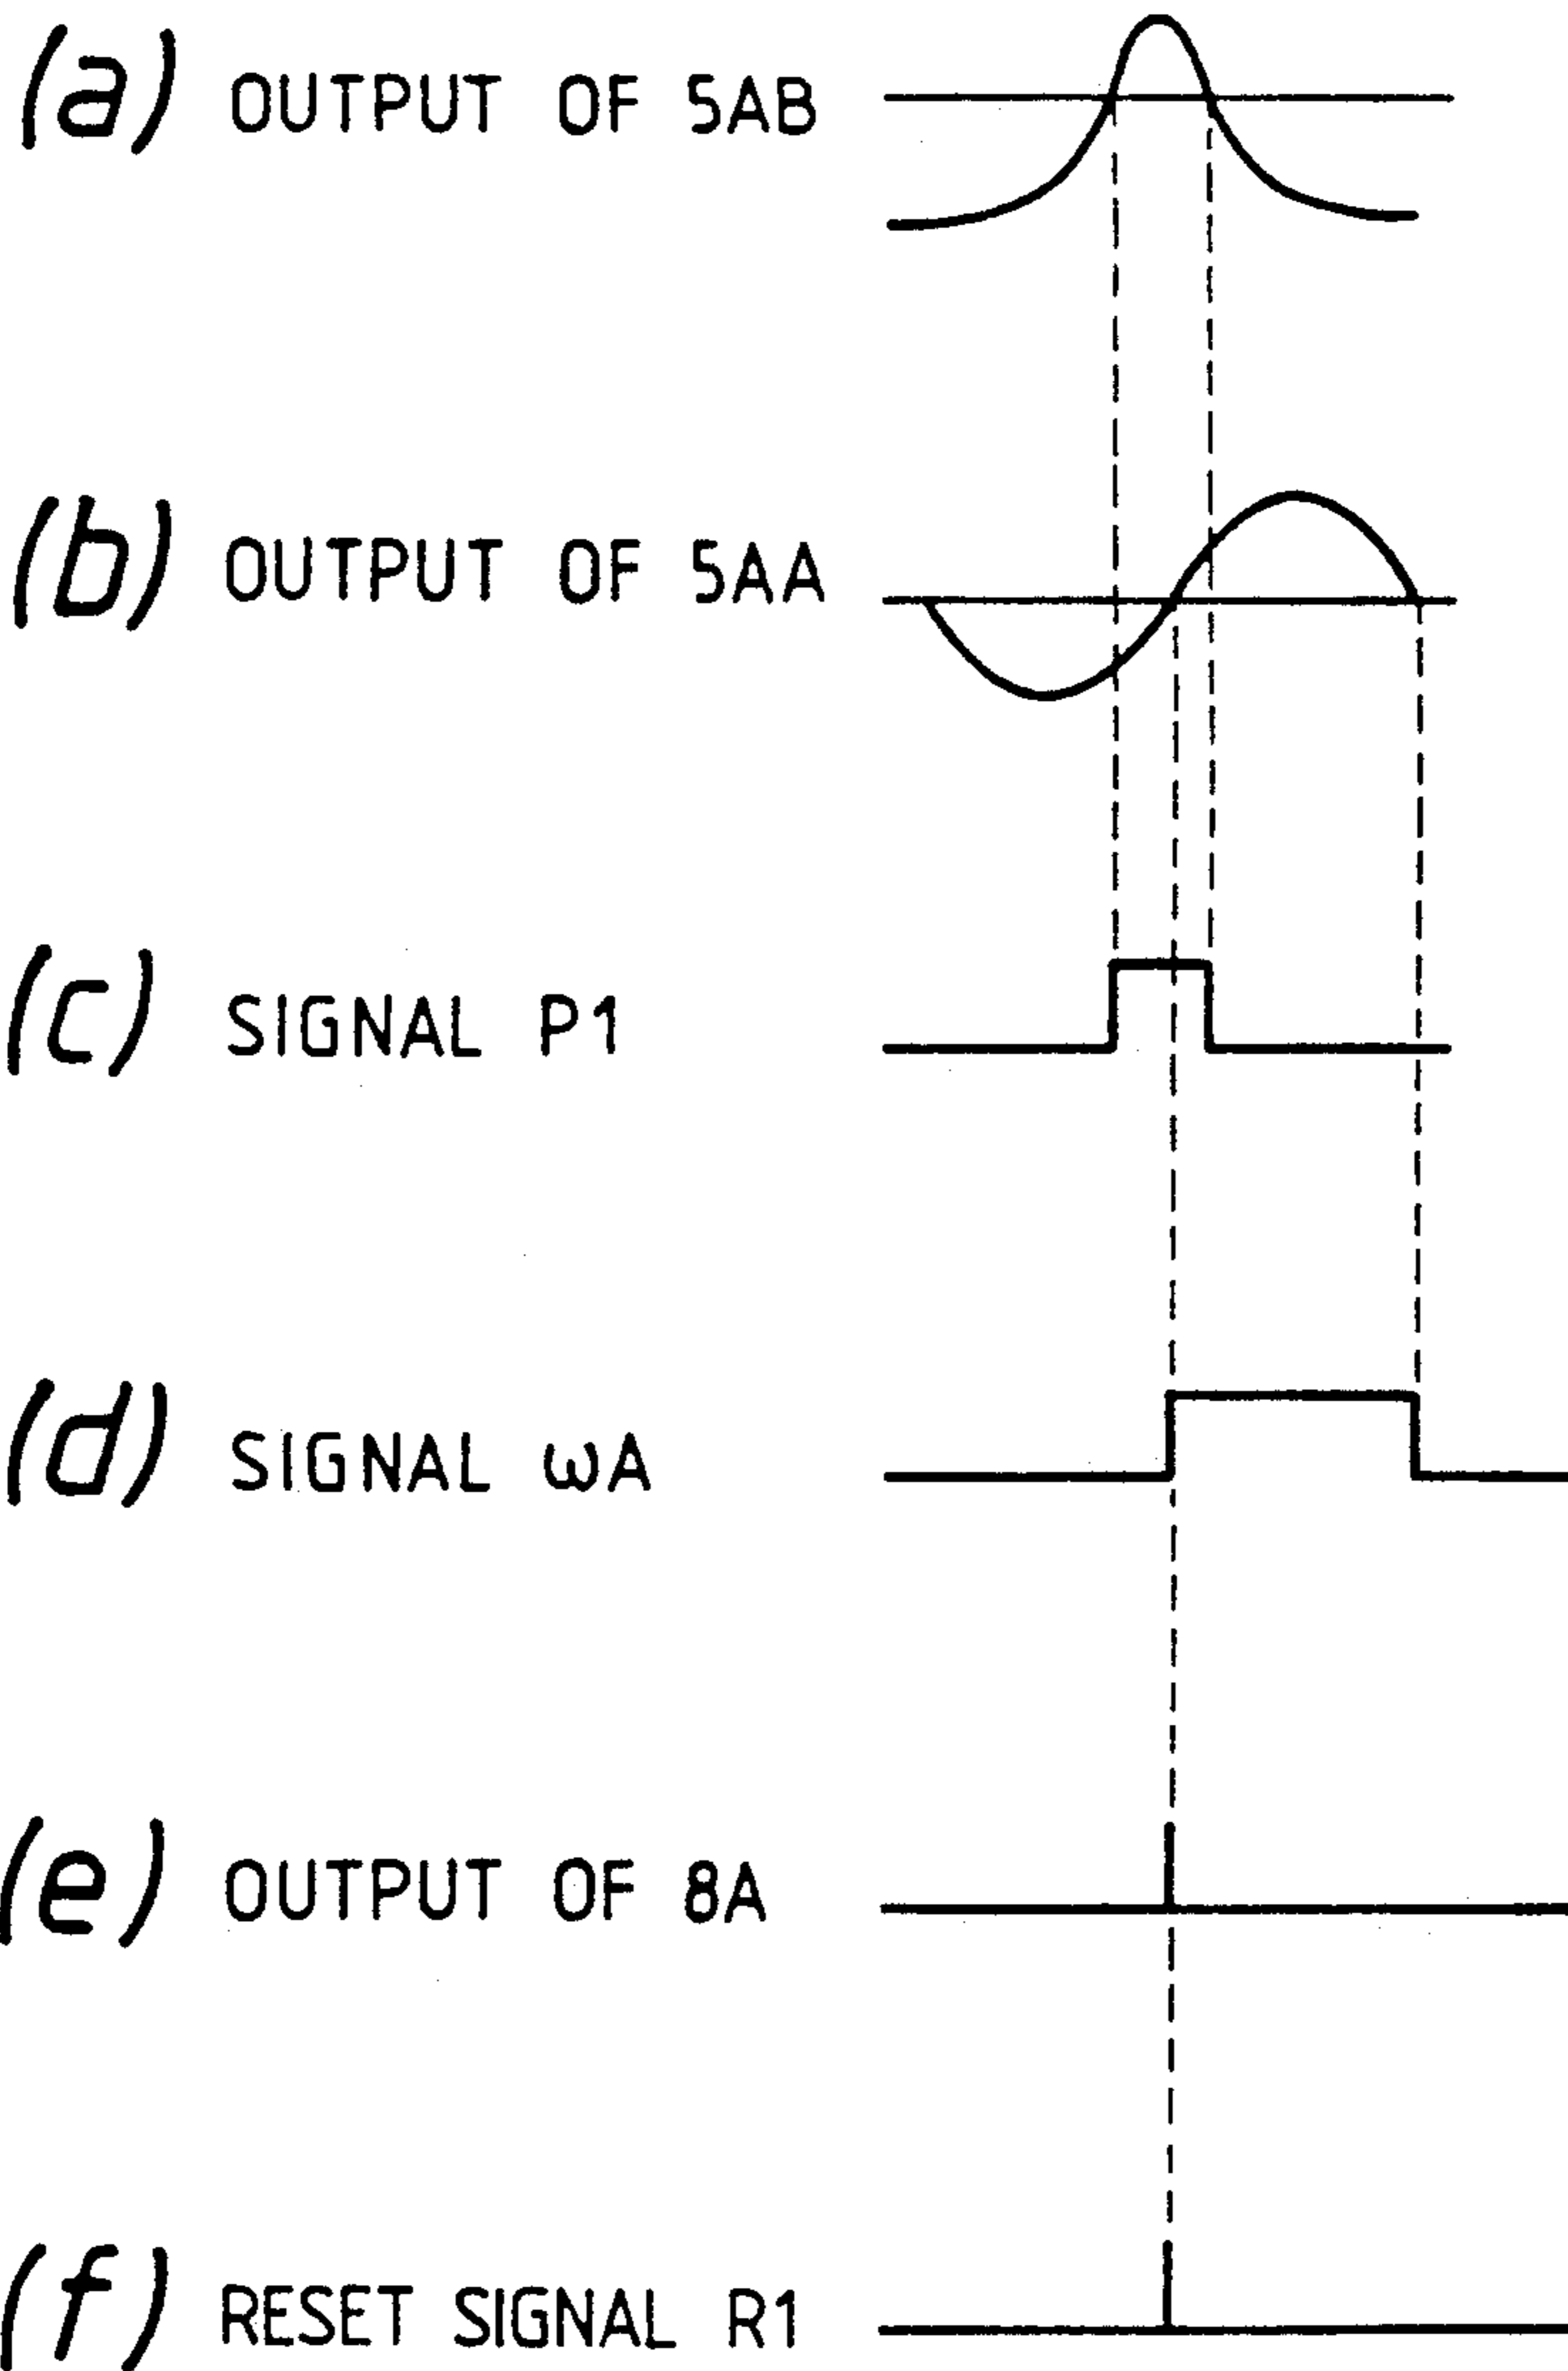 (a) OUTPUT OF 5AB
(b) OUTPUT OF 5AA
(c) SIGNAL P1
(d) SIGNAL ωA
(e) OUTPUT OF 8A
(f) RESET SIGNAL R1